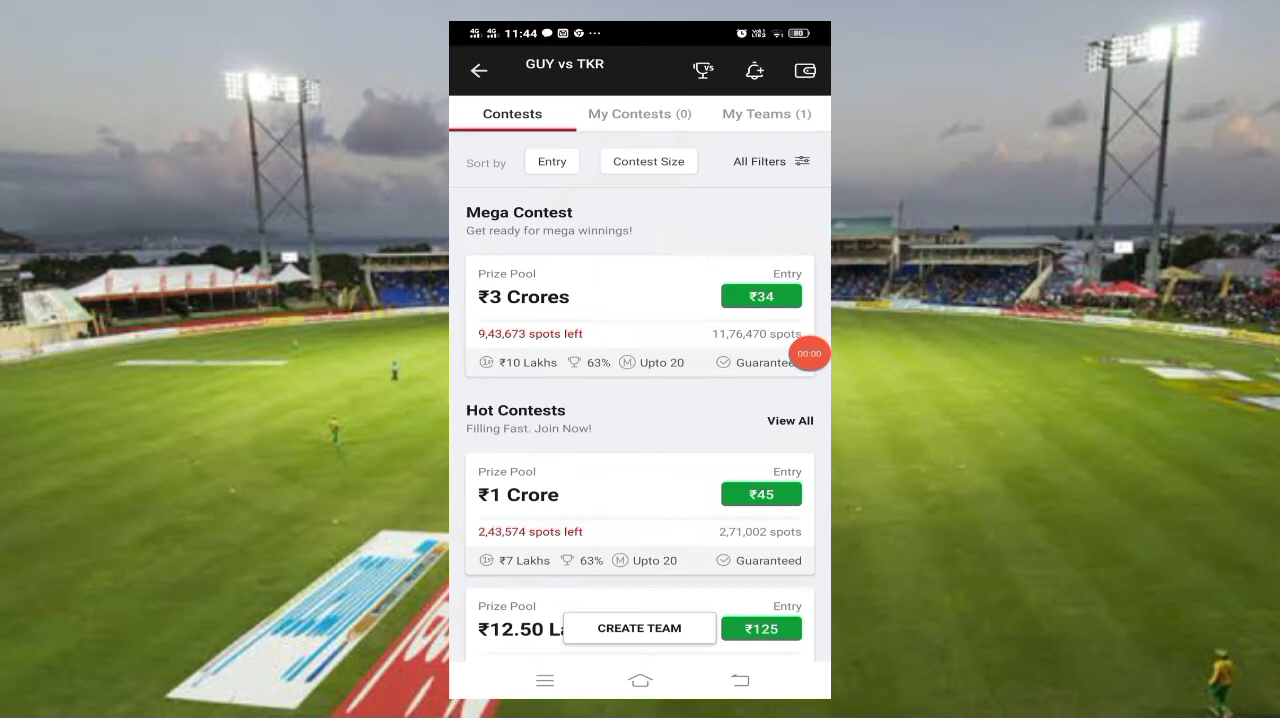 11:44
80
GUY vs TKR
Contests My Contests (0) My Teams (1)
Sort by Entry Contest Size All Filters
Mega Contest
Get ready for mega winnings!
Prize Pool Entry
₹3 Crores ₹34
9,43,673 spots left 11,76,470 spots
₹10 Lakhs 63% M Upto 20 Guarantee
00:00
Hot Contests
Filling Fast. Join Now! View All
Prize Pool Entry
₹1 Crore ₹45
2,43,574 spots left 2,71,002 spots
₹7 Lakhs 63% M Upto 20 Guaranteed
Prize Pool Entry
₹12.50 CREATE TEAM ₹125